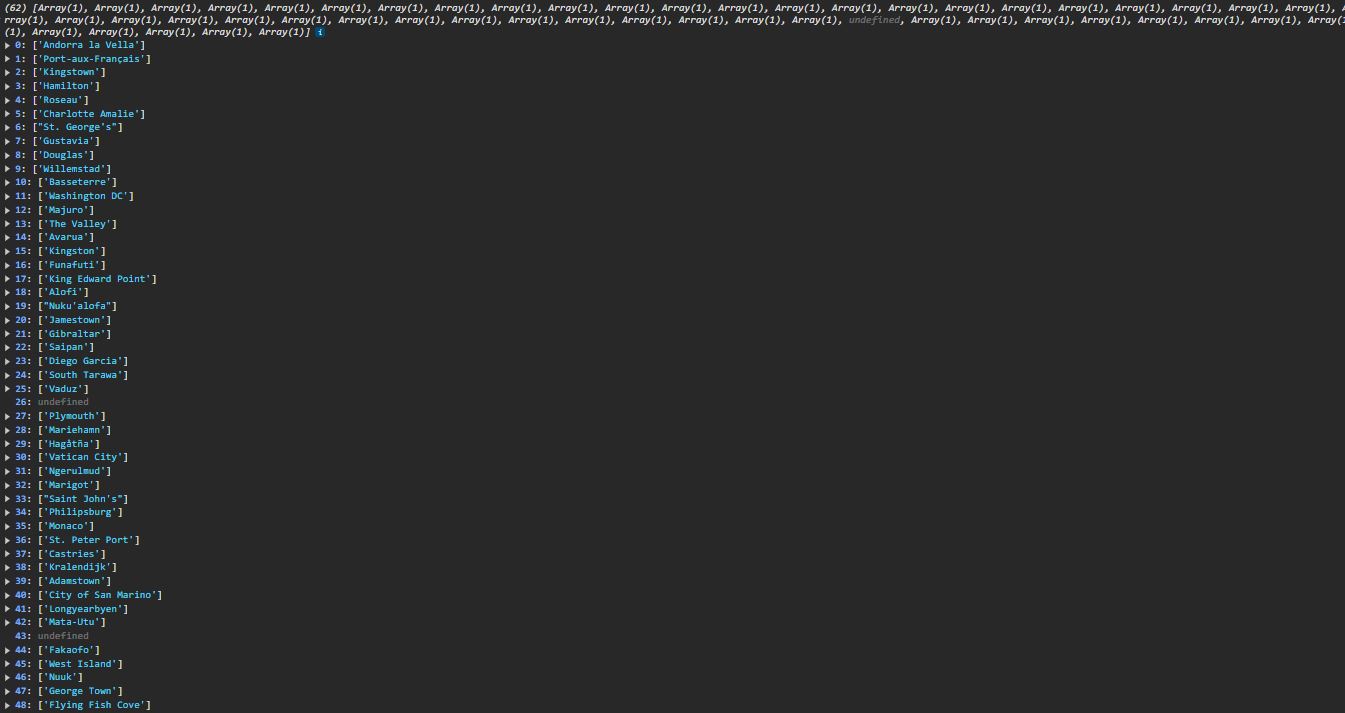 (62) [Array(1), Array(1), Array(1), Array(1), Array(1), Array(1), Array(1), Array(1), Array(1), Array(1), Array(1), Array(1), Array(1), Array(1), Array(1), Array(1), Array(1), Array(1), Array(1), Array(1), Array(1), Array(1), Array(1), A
rray(1), Array(1), Array(1), Array(1), Array(1), Array(1), Array(1), Array(1), Array(1), Array(1), Array(1), Array(1), Array(1), Array(1), Array(1), undefined, Array(1), Array(1), Array(1), Array(1), Array(1), Array(1), Array(1), Array
(1), Array(1), Array(1), Array(1), Array(1), Array(1)] i
0: ['Andorra la Vella']
1: ['Port-aux-Français']
2: ['Kingstown']
3: ['Hamilton']
4: ['Roseau']
5: ['Charlotte Amalie']
6: ["St. George's"]
7: ['Gustavia']
8: ['Douglas']
9: ['Willemstad']
10: ['Basseterre']
11: ['Washington DC']
12: ['Majuro']
13: ['The Valley']
14: ['Avarua']
15: ['Kingston']
16: ['Funafuti']
17: ['King Edward Point']
18: ['Alofi']
19: ["Nuku'alofa"]
20: ['Jamestown']
21: ['Gibraltar']
22: ['Saipan']
23: ['Diego Garcia']
24: ['South Tarawa']
25: ['Vaduz']
26: undefined
27: ['Plymouth']
28: ['Mariehamn']
29: ['Hagåtña']
30: ['Vatican City']
31: ['Ngerulmud']
32: ['Marigot']
33: ["Saint John's"]
34: ['Philipsburg']
35: ['Monaco']
36: ['St. Peter Port']
37: ['Castries']
38: ['Kralendijk']
39: ['Adamstown']
40: ['City of San Marino']
41: ['Longyearbyen']
42: ['Mata-Utu']
43: undefined
44: ['Fakaofo']
45: ['West Island']
46: ['Nuuk']
47: ['George Town']
48: ['Flying Fish Cove']